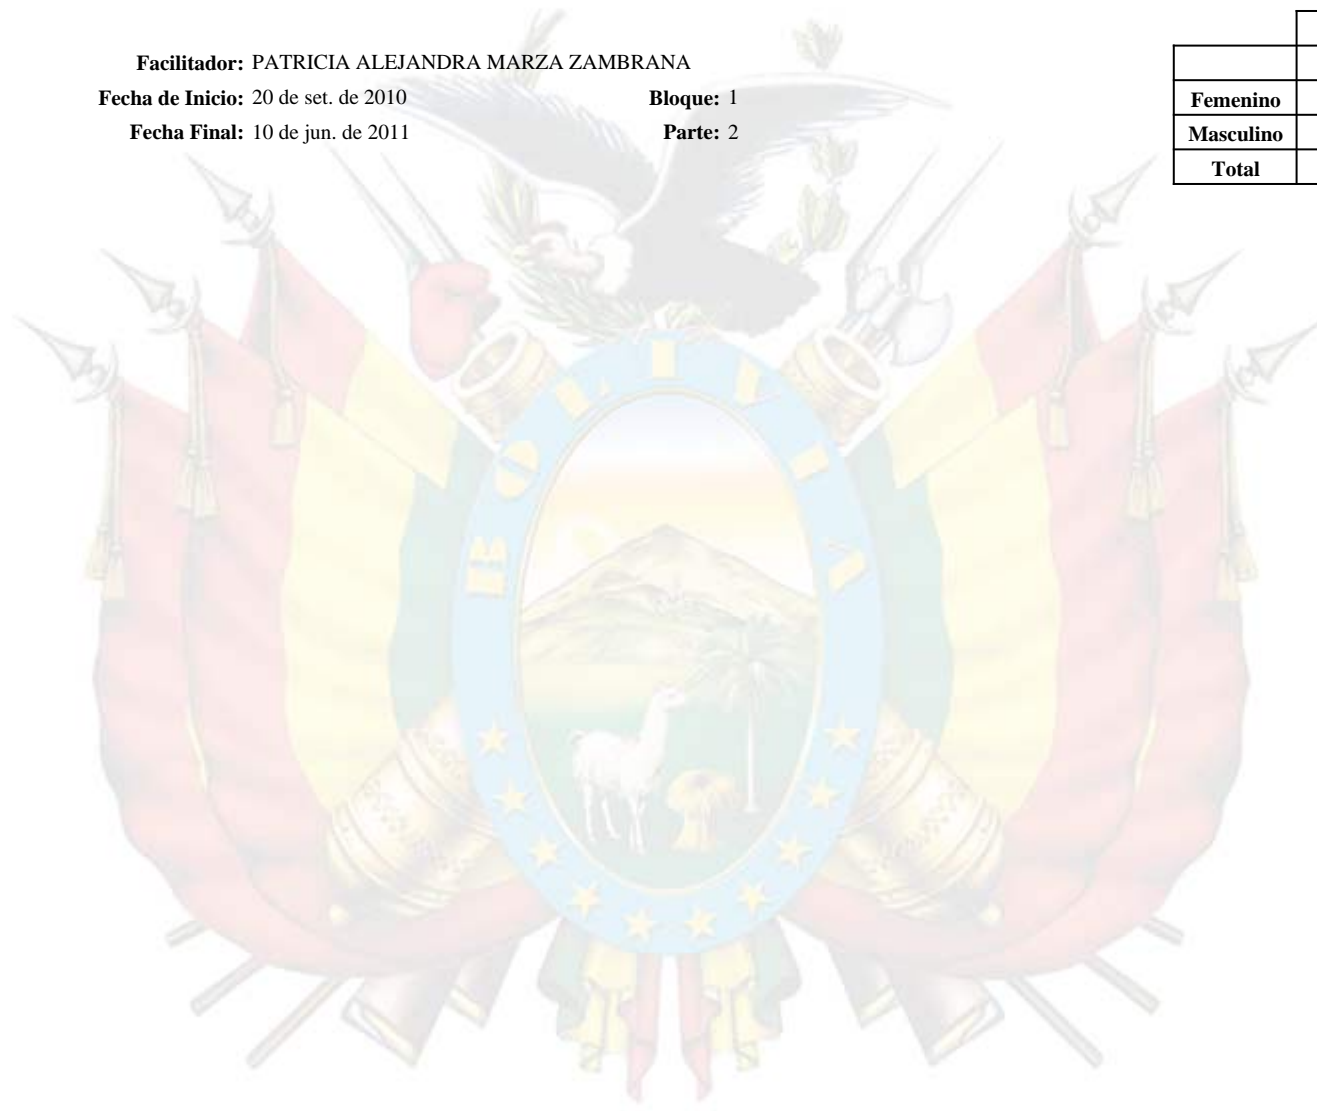 Facilitador: PATRICIA ALEJANDRA MARZA ZAMBRANA
Fecha de Inicio: 20 de set. de 2010 Bloque: 1
Fecha Final: 10 de jun. de 2011 Parte: 2
Femenino
Masculino
Total
BOLIVIA